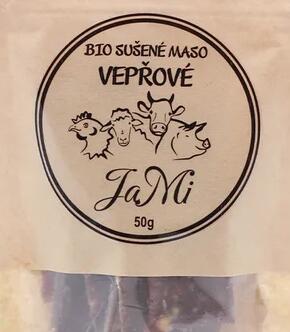 BIO SUŠENÉ MASO
VEPŘOVÉ
JaMi
50g